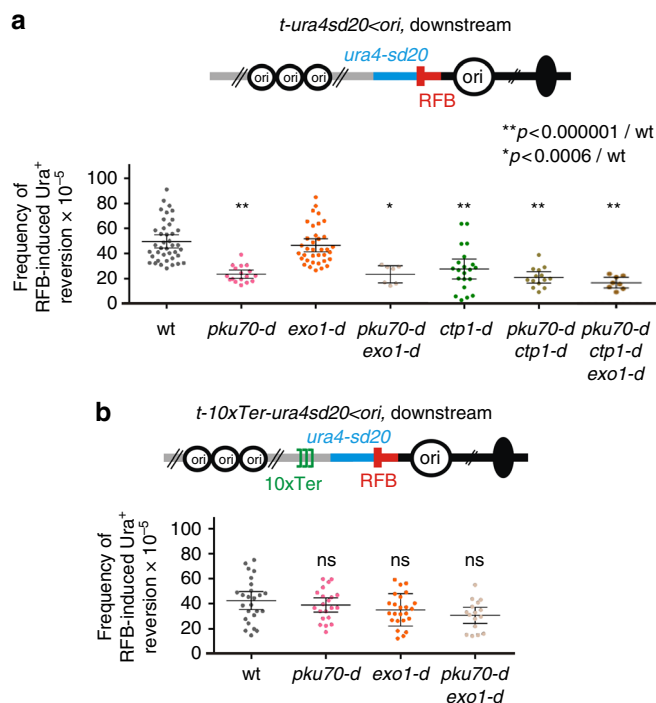 a
t-ura4sd20<ori, downstream
ura4-sd20
ori ori ori ori
RFB
**p<0.000001 / wt
*p<0.0006 / wt
Frequency of
RFB-induced Ura+
reversion × 10⁻⁵
100
80
60
40
20
0
** * ** ** **
wt pku70-d exo1-d pku70-d exo1-d ctp1-d pku70-d ctp1-d pku70-d ctp1-d exo1-d
b
t-10xTer-ura4sd20<ori, downstream
ura4-sd20
ori ori ori ori
10xTer RFB
Frequency of
RFB-induced Ura+
reversion × 10⁻⁵
100
80
60
40
20
0
ns ns ns
wt pku70-d exo1-d pku70-d exo1-d